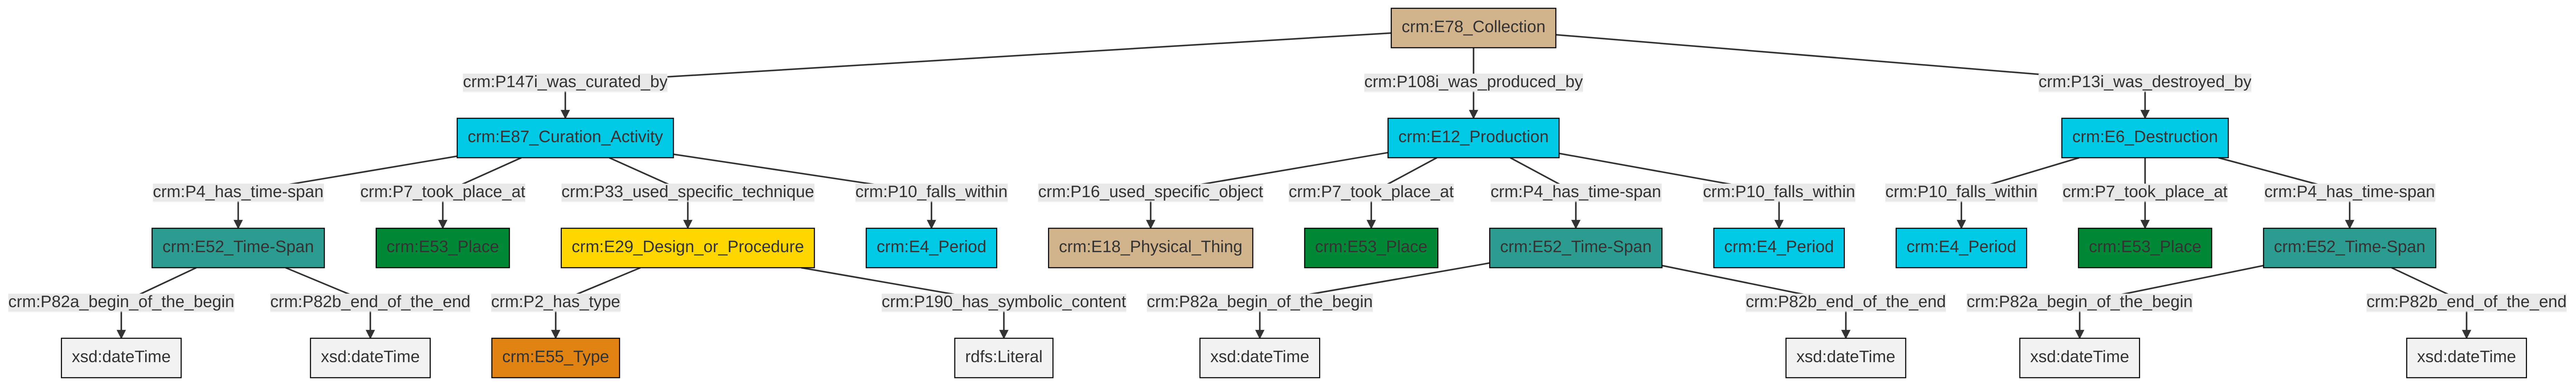 crm:E78_Collection
crm:P147i_was_curated_by
crm:P108i_was_produced_by
crm:P13i_was_destroyed_by
crm:E87_Curation_Activity
crm:E12_Production
crm:E6_Destruction
crm:P4_has_time-span
crm:P7_took_place_at
crm:P33_used_specific_technique
crm:P10_falls_within
crm:P16_used_specific_object
crm:P7_took_place_at
crm:P4_has_time-span
crm:P10_falls_within
crm:P10_falls_within
crm:P7_took_place_at
crm:P4_has_time-span
crm:E52_Time-Span
crm:E53_Place
crm:E29_Design_or_Procedure
crm:E4_Period
crm:E18_Physical_Thing
crm:E53_Place
crm:E52_Time-Span
crm:E4_Period
crm:E4_Period
crm:E53_Place
crm:E52_Time-Span
crm:P82a_begin_of_the_begin
crm:P82b_end_of_the_end
crm:P2_has_type
crm:P190_has_symbolic_content
crm:P82a_begin_of_the_begin
crm:P82b_end_of_the_end
crm:P82a_begin_of_the_begin
crm:P82b_end_of_the_end
xsd:dateTime
xsd:dateTime
crm:E55_Type
rdfs:Literal
xsd:dateTime
xsd:dateTime
xsd:dateTime
xsd:dateTime